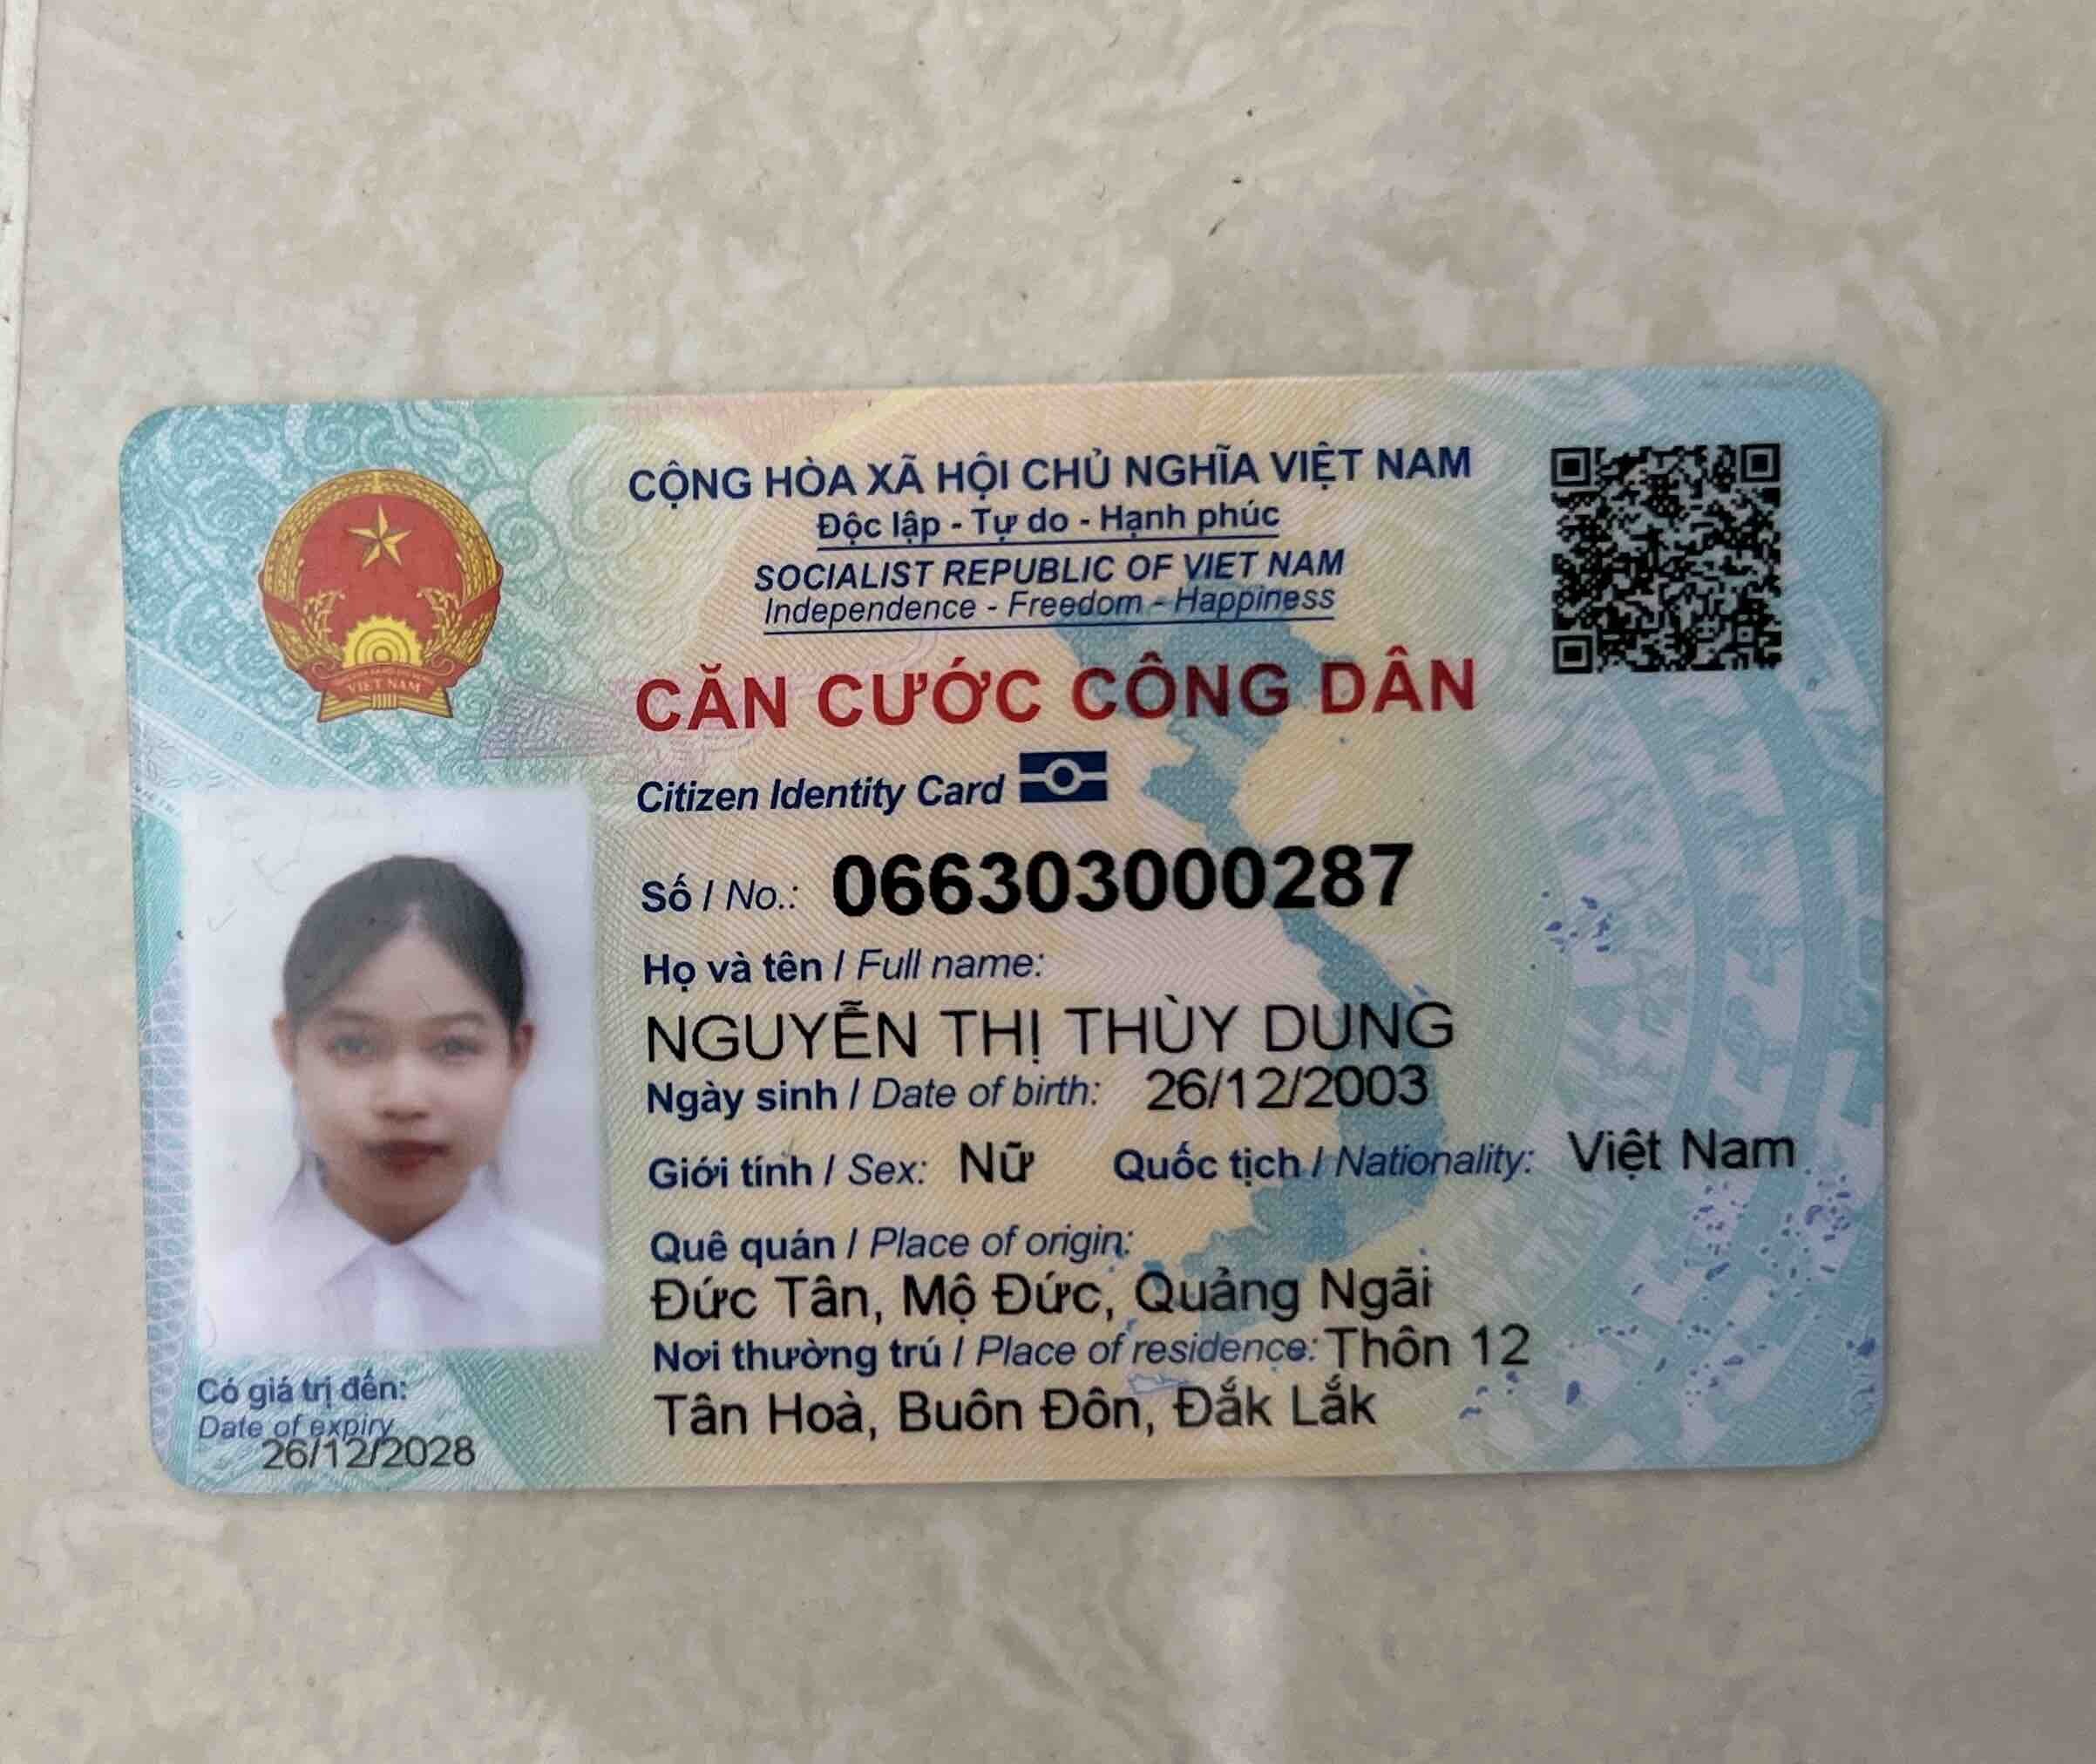 CỘNG HÒA XÃ HỘI CHỦ NGHĨA VIỆT NAM
Độc lập - Tự do - Hạnh phúc
SOCIALIST REPUBLIC OF VIET NAM
Independence - Freedom - Happiness
CĂN CƯỚC CÔNG DÂN
Citizen Identity Card
Số / No.: 066303000287
Họ và tên / Full name:
NGUYỄN THỊ THÙY DUNG
Ngày sinh / Date of birth: 26/12/2003
Giới tính / Sex: Nữ Quốc tịch / Nationality: Việt Nam
Quê quán / Place of origin:
Đức Tân, Mộ Đức, Quảng Ngãi
Nơi thường trú / Place of residence: Thôn 12
Tân Hoà, Buôn Đôn, Đắk Lắk
Có giá trị đến:
Date of expiry
26/12/2028
VIỆT NAM